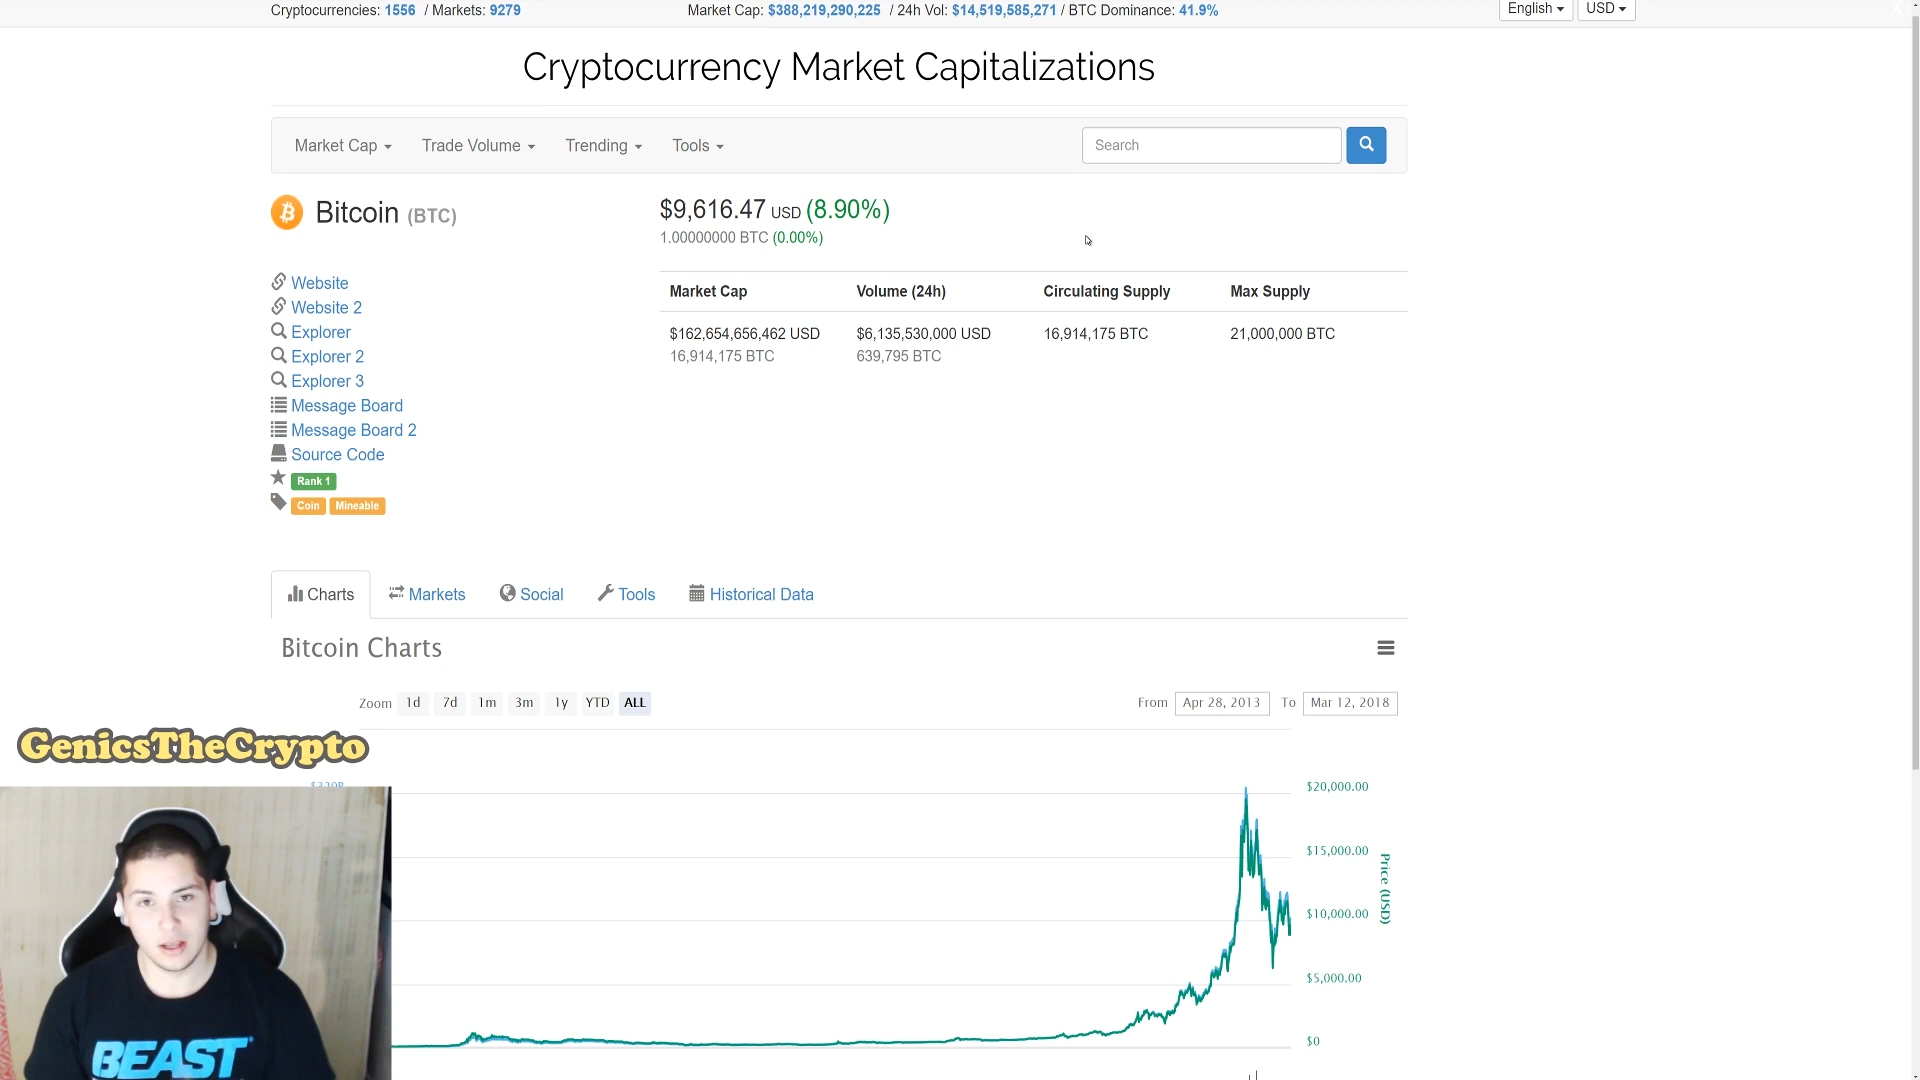 Cryptocurrencies: 1556 / Markets: 9279
Market Cap: $388,219,290,225 / 24h Vol: $14,519,585,271 / BTC Dominance: 41.9%
English
USD
Cryptocurrency Market Capitalizations
Market Cap
Trade Volume
Trending
Tools
Search
Bitcoin (BTC)
$9,616.47 USD (8.90%)
1.00000000 BTC (0.00%)
Website
Website 2
Explorer
Explorer 2
Explorer 3
Message Board
Message Board 2
Source Code
Rank 1
Coin Mineable
Market Cap Volume (24h) Circulating Supply Max Supply
$162,654,656,462 USD $6,135,530,000 USD 16,914,175 BTC 21,000,000 BTC
16,914,175 BTC 639,795 BTC
Charts Markets Social Tools Historical Data
Bitcoin Charts
Zoom 1d 7d 1m 3m 1y YTD ALL
From Apr 28, 2013 To Mar 12, 2018
GenicsTheCrypto
$20,000.00
$15,000.00
$10,000.00
$5,000.00
$0
Price (USD)
BEAST